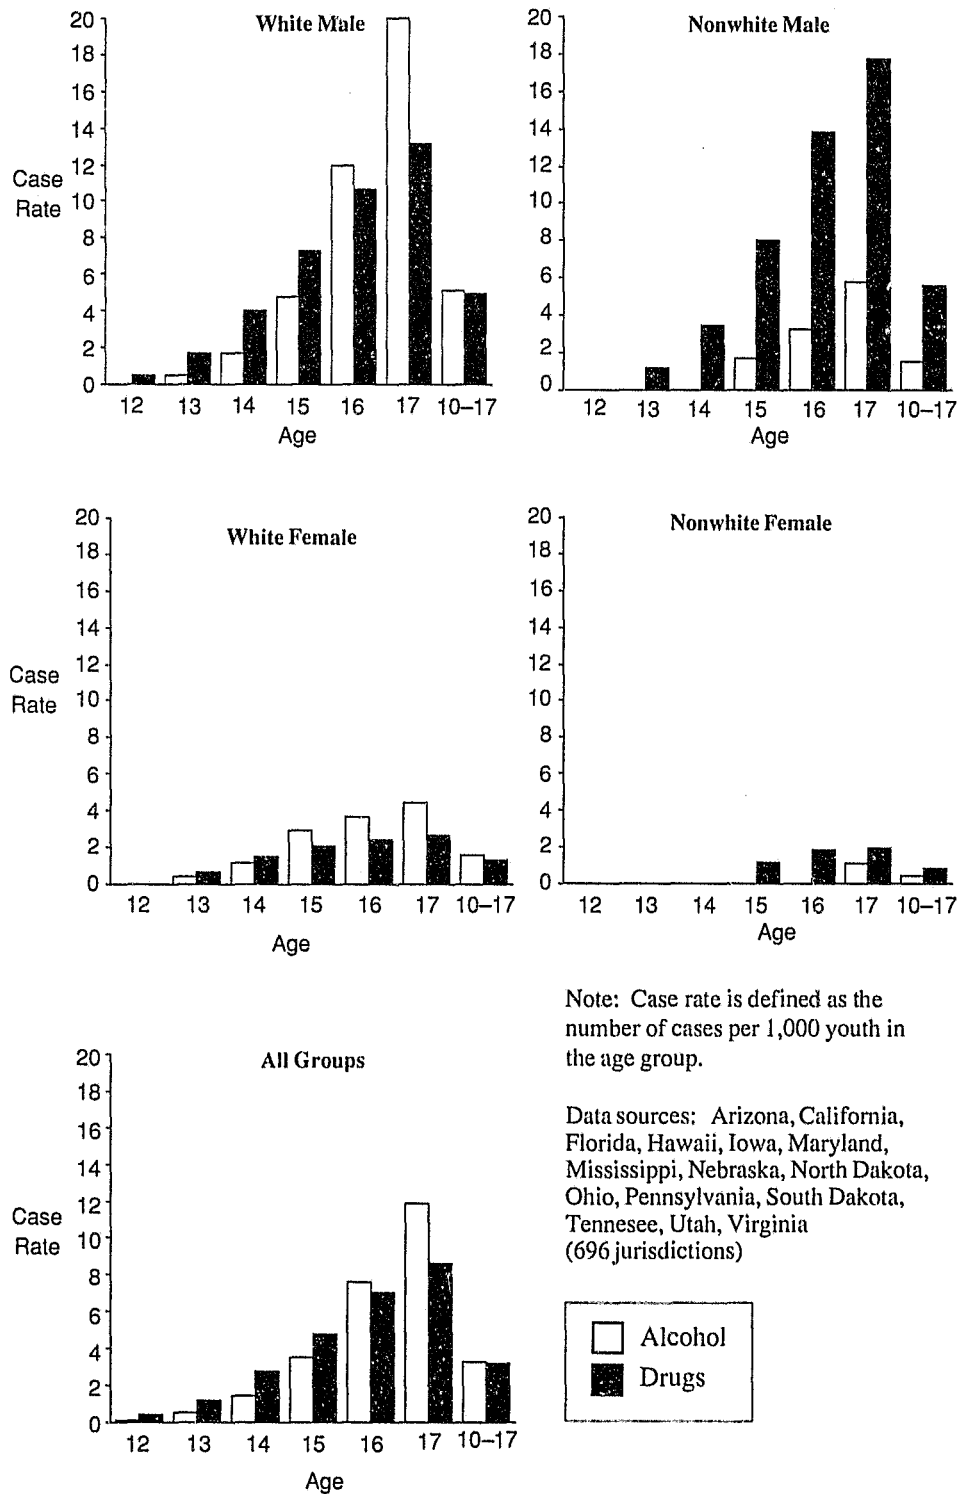 White Male
20
18
16
14
12
10
8
6
4
2
0
Case
Rate
12 13 14 15 16 17 10–17
Age
Nonwhite Male
20
18
16
14
12
10
8
6
4
2
0
12 13 14 15 16 17 10–17
Age
White Female
20
18
16
14
12
10
8
6
4
2
0
Case
Rate
12 13 14 15 16 17 10–17
Age
Nonwhite Female
20
18
16
14
12
10
8
6
4
2
0
12 13 14 15 16 17 10–17
Age
All Groups
20
18
16
14
12
10
8
6
4
2
0
Case
Rate
12 13 14 15 16 17 10–17
Age
Note: Case rate is defined as the
number of cases per 1,000 youth in
the age group.
Data sources: Arizona, California,
Florida, Hawaii, Iowa, Maryland,
Mississippi, Nebraska, North Dakota,
Ohio, Pennsylvania, South Dakota,
Tennesee, Utah, Virginia
(696 jurisdictions)
Alcohol
Drugs